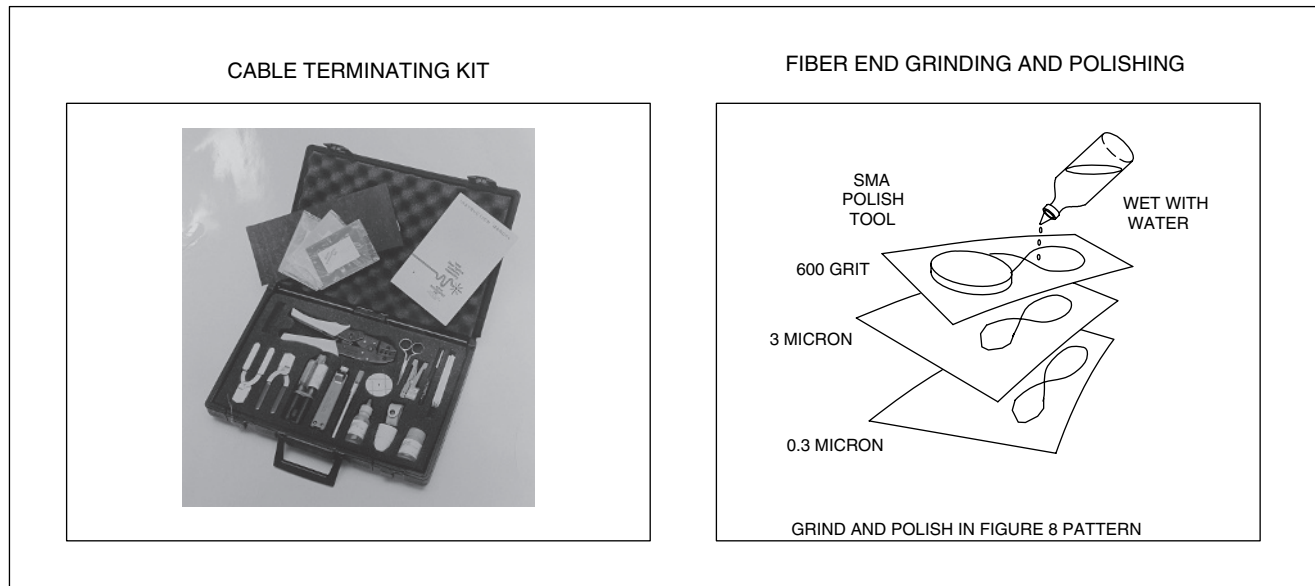 CABLE TERMINATING KIT
FIBER END GRINDING AND POLISHING
SMA
POLISH
TOOL
WET WITH
WATER
600 GRIT
3 MICRON
0.3 MICRON
GRIND AND POLISH IN FIGURE 8 PATTERN